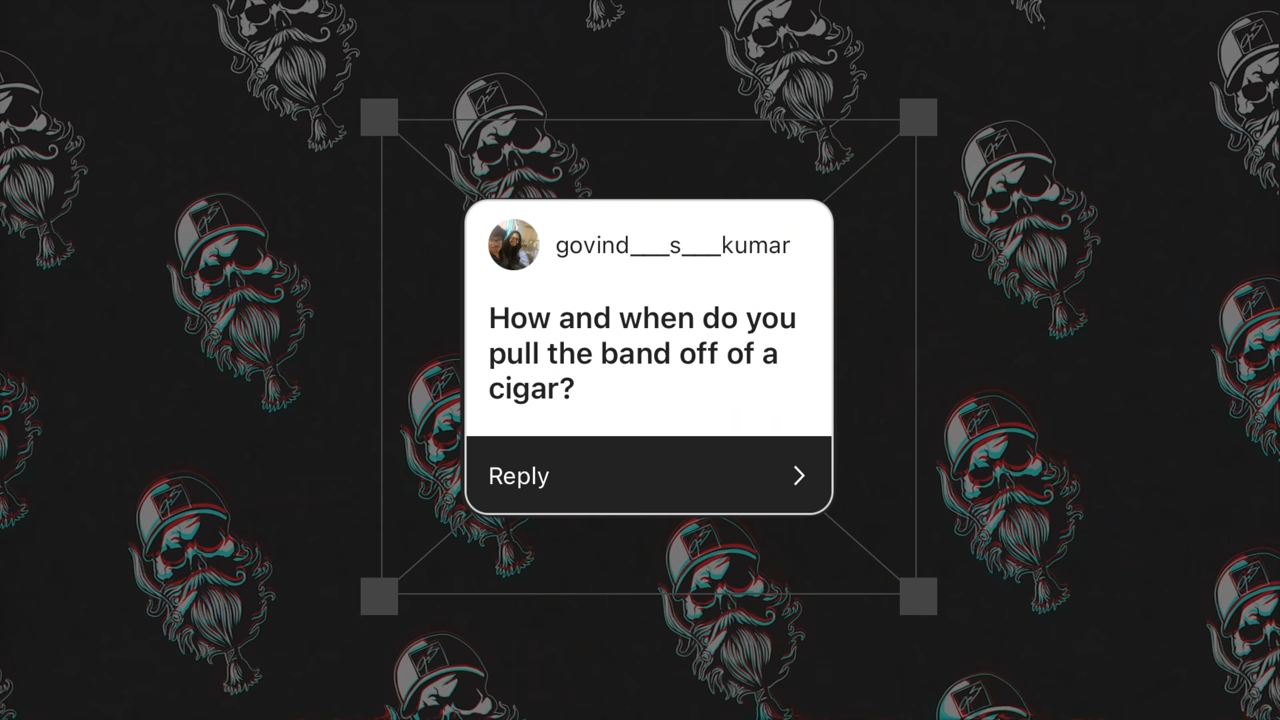 govind___s___kumar
How and when do you
pull the band off of a
cigar?
Reply